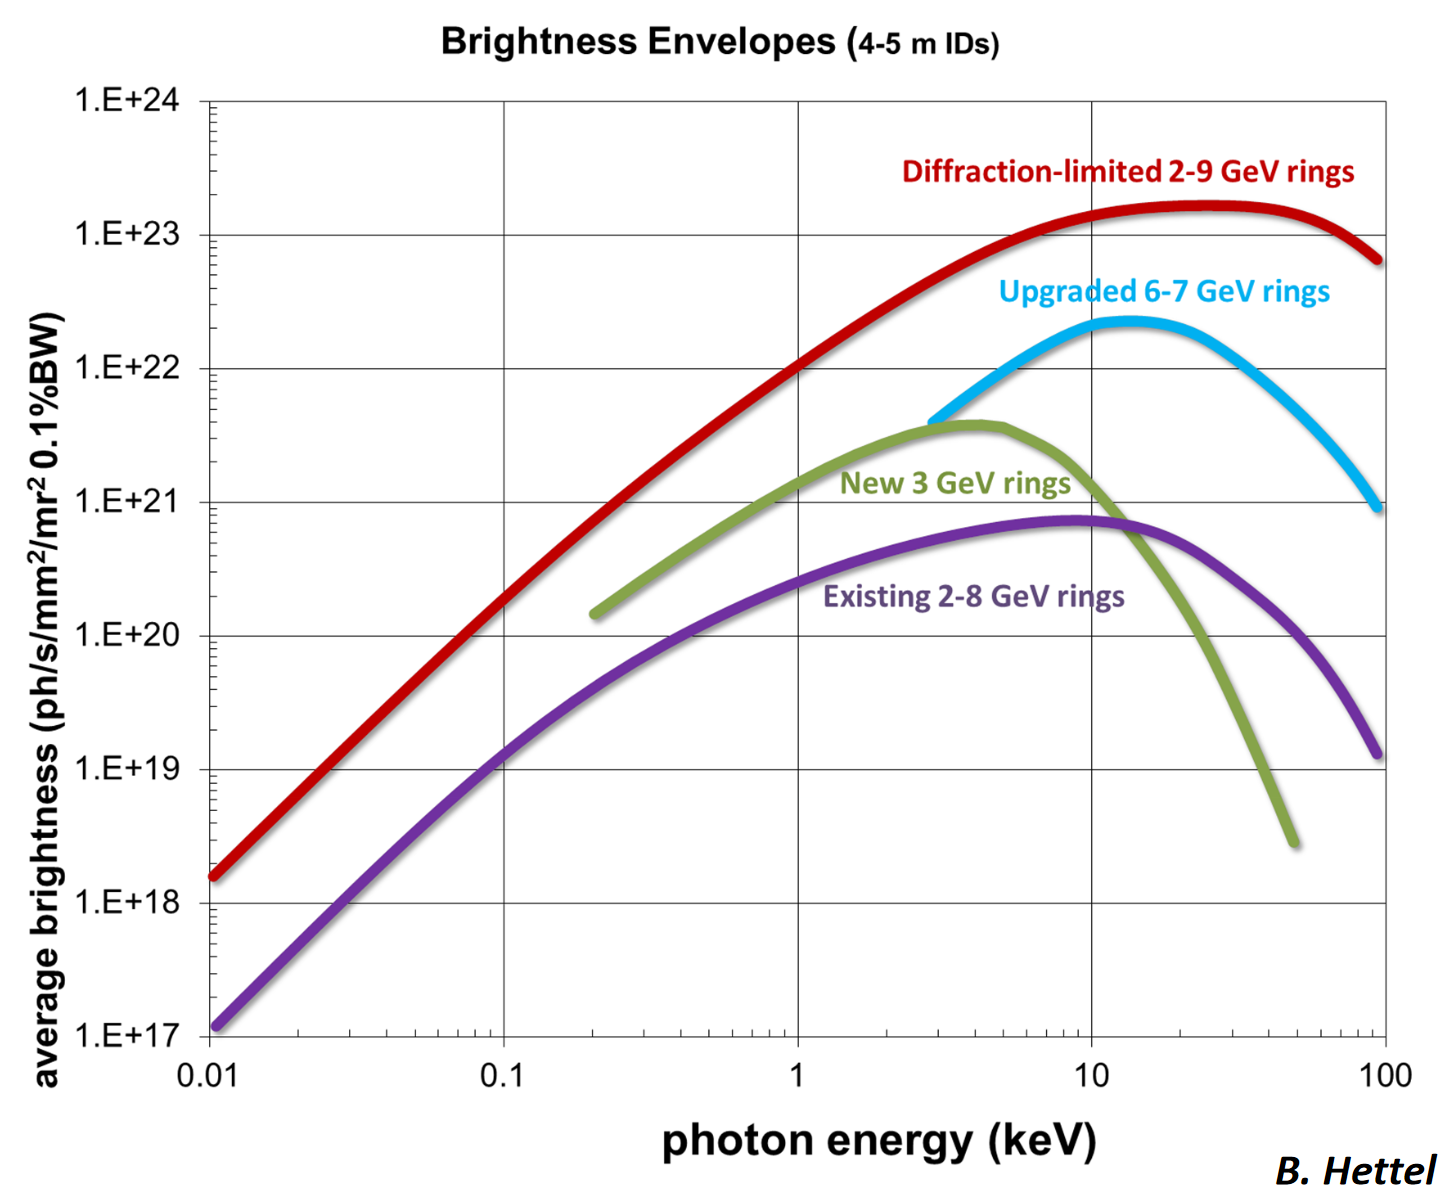 Brightness Envelopes (4-5 m IDs)
1.E+24
1.E+23
1.E+22
1.E+21
1.E+20
1.E+19
1.E+18
1.E+17
average brightness (ph/s/mm²/mr² 0.1%BW)
Diffraction-limited 2-9 GeV rings
Upgraded 6-7 GeV rings
New 3 GeV rings
Existing 2-8 GeV rings
0.01 0.1 1 10 100
photon energy (keV)
B. Hettel